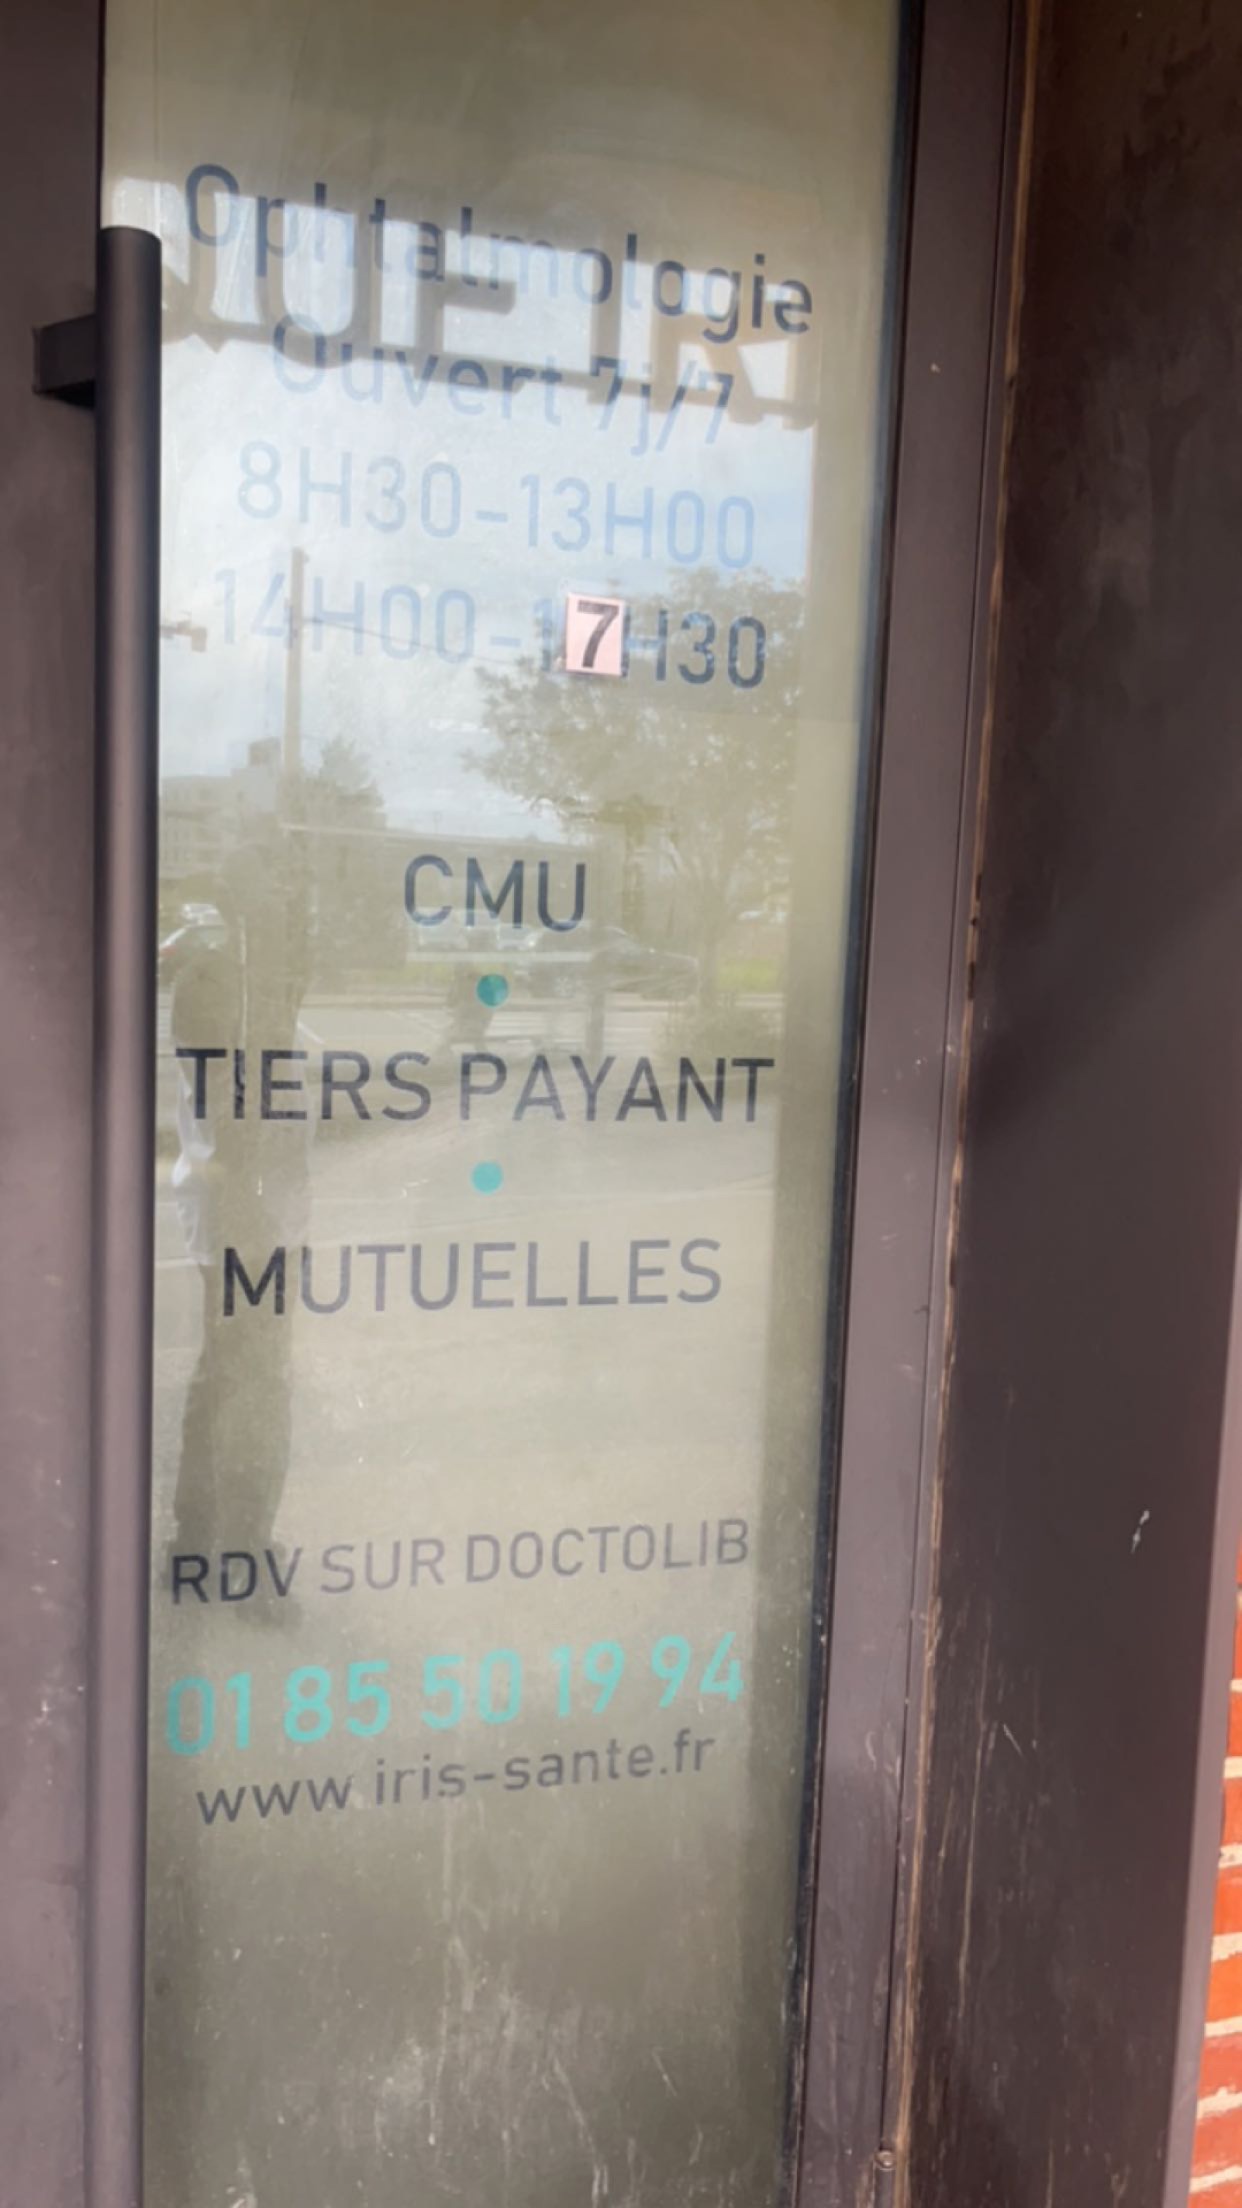 Ophtalmologie
Ouvert 7j/7
8H30-13H00
14H00-17H30
CMU
TIERS PAYANT
MUTUELLES
RDV SUR DOCTOLIB
01 85 50 19 94
www iris-sante.fr